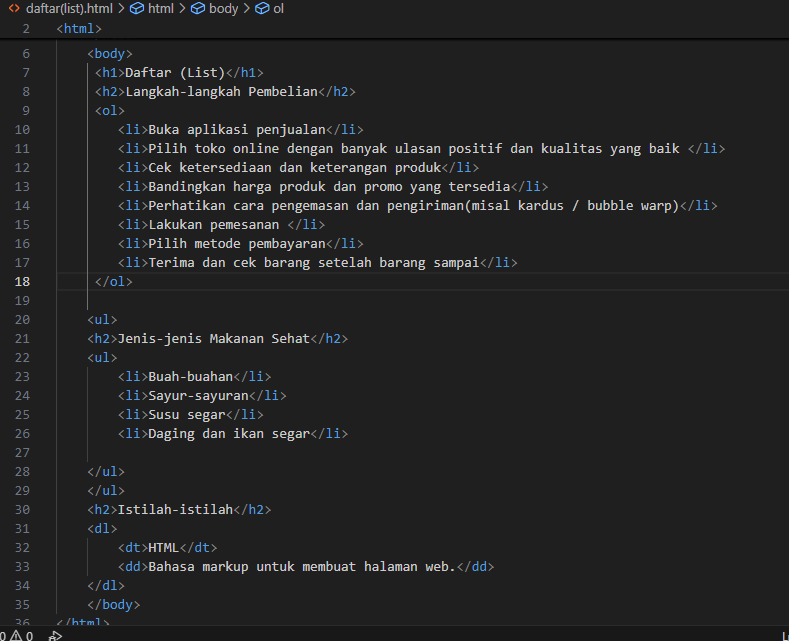 daftar(list).html > html > body > ol
2 <html>
6 <body>
7 <h1>Daftar (List)</h1>
8 <h2>Langkah-langkah Pembelian</h2>
9 <ol>
10 <li>Buka aplikasi penjualan</li>
11 <li>Pilih toko online dengan banyak ulasan positif dan kualitas yang baik </li>
12 <li>Cek ketersediaan dan keterangan produk</li>
13 <li>Bandingkan harga produk dan promo yang tersedia</li>
14 <li>Perhatikan cara pengemasan dan pengiriman(misal kardus / bubble warp)</li>
15 <li>Lakukan pemesanan </li>
16 <li>Pilih metode pembayaran</li>
17 <li>Terima dan cek barang setelah barang sampai</li>
18 </ol>
19
20 <ul>
21 <h2>Jenis-jenis Makanan Sehat</h2>
22 <ul>
23 <li>Buah-buahan</li>
24 <li>Sayur-sayuran</li>
25 <li>Susu segar</li>
26 <li>Daging dan ikan segar</li>
27
28 </ul>
29 </ul>
30 <h2>Istilah-istilah</h2>
31 <dl>
32 <dt>HTML</dt>
33 <dd>Bahasa markup untuk membuat halaman web.</dd>
34 </dl>
35 </body>
36 </html>
0 0